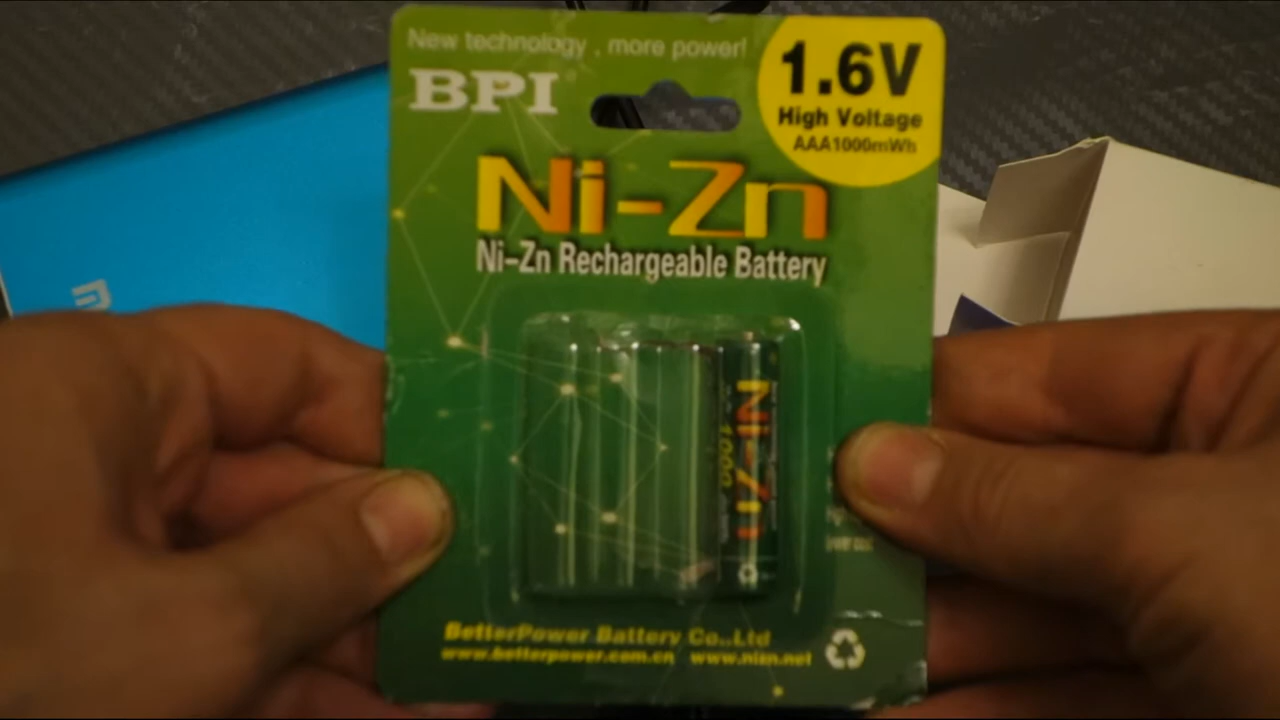 New technology , more power!
BPI
1.6V
High Voltage
AAA1000mWh
Ni-Zn
Ni-Zn Rechargeable Battery
Ni-Zn
1000
BetterPower Battery Co..Ltd
www.betterpower.com.cn www.nizn.net